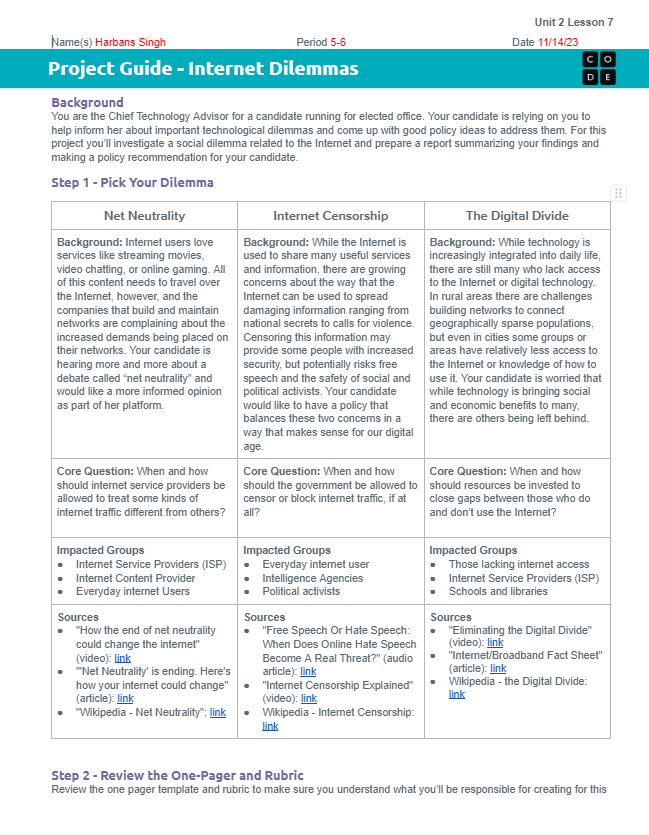 Unit 2 Lesson 7
Name(s) Harbans Singh Period 5-6 Date 11/14/23
Project Guide - Internet Dilemmas
C O
D E
Background
You are the Chief Technology Advisor for a candidate running for elected office. Your candidate is relying on you to
help inform her about important technological dilemmas and come up with good policy ideas to address them. For this
project you'll investigate a social dilemma related to the Internet and prepare a report summarizing your findings and
making a policy recommendation for your candidate.
Step 1 - Pick Your Dilemma
Net Neutrality
Background: Internet users love
services like streaming movies,
video chatting, or online gaming. All
of this content needs to travel over
the Internet, however, and the
companies that build and maintain
networks are complaining about the
increased demands being placed on
their networks. Your candidate is
hearing more and more about a
debate called "net neutrality" and
would like a more informed opinion
as part of her platform.
Core Question: When and how
should internet service providers be
allowed to treat some kinds of
internet traffic different from others?
Impacted Groups
● Internet Service Providers (ISP)
● Internet Content Provider
● Everyday internet Users
Sources
● "How the end of net neutrality
could change the internet"
(video): link
● "'Net Neutrality' is ending. Here's
how your internet could change"
(article): link
● "Wikipedia - Net Neutrality": link
Internet Censorship
Background: While the Internet is
used to share many useful services
and information, there are growing
concerns about the way that the
Internet can be used to spread
damaging information ranging from
national secrets to calls for violence.
Censoring this information may
provide some people with increased
security, but potentially risks free
speech and the safety of social and
political activists. Your candidate
would like to have a policy that
balances these two concerns in a
way that makes sense for our digital
age.
Core Question: When and how
should the government be allowed to
censor or block internet traffic, if at
all?
Impacted Groups
● Everyday internet user
● Intelligence Agencies
● Political activists
Sources
● "Free Speech Or Hate Speech:
When Does Online Hate Speech
Become A Real Threat?" (audio
article): link
● "Internet Censorship Explained"
(video): link
● Wikipedia - Internet Censorship:
link
The Digital Divide
Background: While technology is
increasingly integrated into daily life,
there are still many who lack access
to the Internet or digital technology.
In rural areas there are challenges
building networks to connect
geographically sparse populations,
but even in cities some groups or
areas have relatively less access to
the Internet or knowledge of how to
use it. Your candidate is worried that
while technology is bringing social
and economic benefits to many,
there are others being left behind.
Core Question: When and how
should resources be invested to
close gaps between those who do
and don't use the Internet?
Impacted Groups
● Those lacking internet access
● Internet Service Providers (ISP)
● Schools and libraries
Sources
● "Eliminating the Digital Divide"
(video): link
● "Internet/Broadband Fact Sheet"
(article): link
● Wikipedia - the Digital Divide:
link
Step 2 - Review the One-Pager and Rubric
Review the one pager template and rubric to make sure you understand what you'll be responsible for creating for this